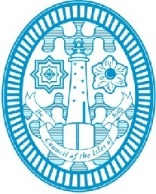 Council of the Isles of